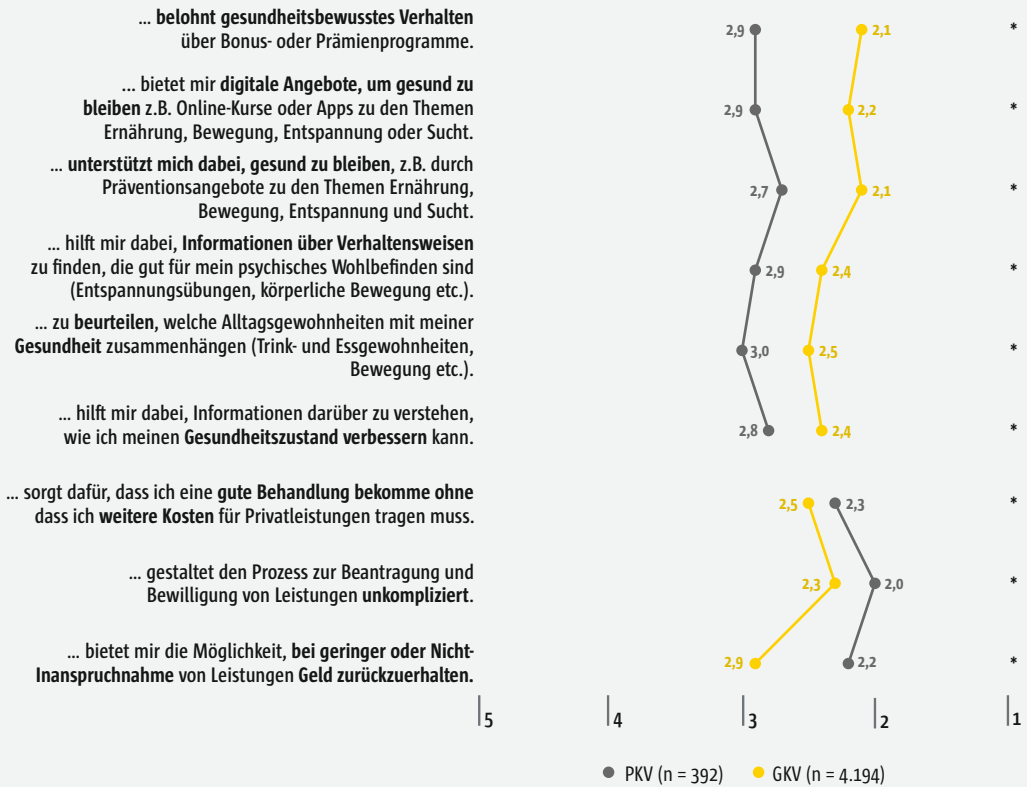 ... belohnt gesundheitsbewusstes Verhalten
über Bonus- oder Prämienprogramme.
2,9
2,1
*
... bietet mir digitale Angebote, um gesund zu
bleiben z.B. Online-Kurse oder Apps zu den Themen
Ernährung, Bewegung, Entspannung oder Sucht.
2,9
2,2
*
... unterstützt mich dabei, gesund zu bleiben, z.B. durch
Präventionsangebote zu den Themen Ernährung,
Bewegung, Entspannung und Sucht.
2,7
2,1
*
... hilft mir dabei, Informationen über Verhaltensweisen
zu finden, die gut für mein psychisches Wohlbefinden sind
(Entspannungsübungen, körperliche Bewegung etc.).
2,9
2,4
*
... zu beurteilen, welche Alltagsgewohnheiten mit meiner
Gesundheit zusammenhängen (Trink- und Essgewohnheiten,
Bewegung etc.).
3,0
2,5
*
... hilft mir dabei, Informationen darüber zu verstehen,
wie ich meinen Gesundheitszustand verbessern kann.
2,8
2,4
*
... sorgt dafür, dass ich eine gute Behandlung bekomme ohne
dass ich weitere Kosten für Privatleistungen tragen muss.
2,5
2,3
*
... gestaltet den Prozess zur Beantragung und
Bewilligung von Leistungen unkompliziert.
2,3
2,0
*
... bietet mir die Möglichkeit, bei geringer oder Nicht-
Inanspruchnahme von Leistungen Geld zurückzuerhalten.
2,9
2,2
*
5 4 3 2 1
PKV (n = 392) GKV (n = 4.194)